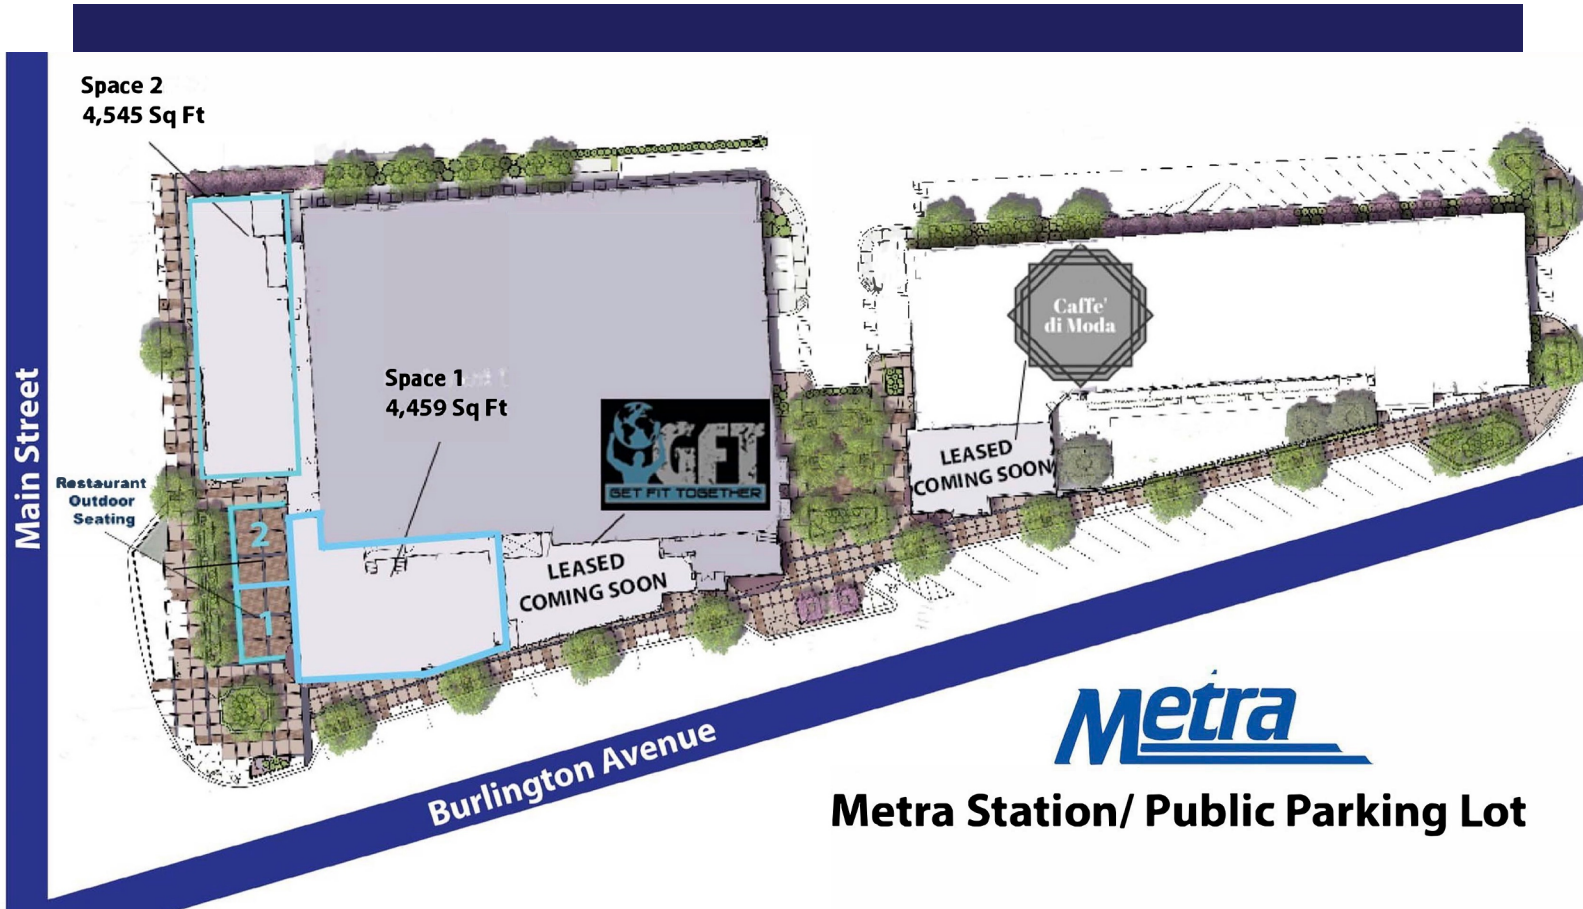 Space 2
4,545 Sq Ft
Space 1
4,459 Sq Ft
Caffe'
di Moda
GFT
GET FIT TOGETHER
LEASED
COMING SOON
LEASED
COMING SOON
Restaurant
Outdoor
Seating
2
1
Main Street
Burlington Avenue
Metra
Metra Station/ Public Parking Lot